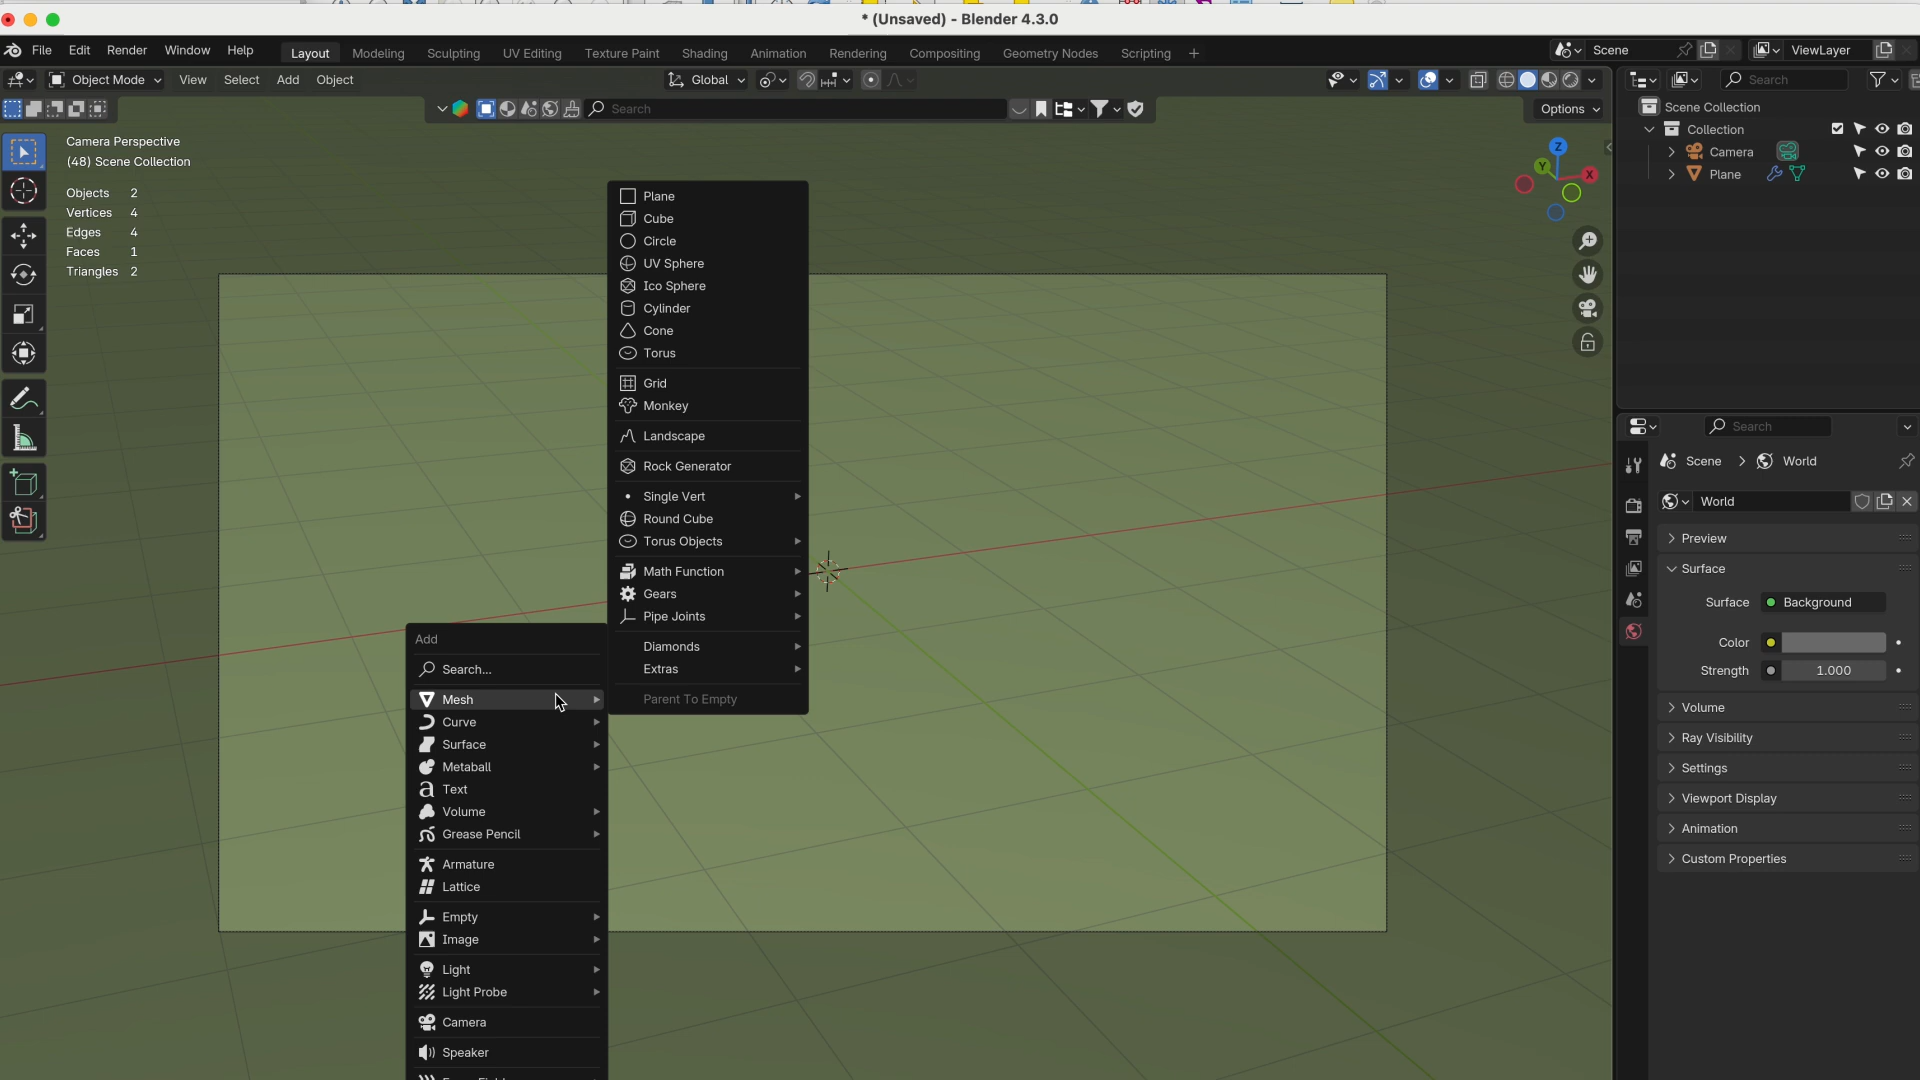 * (Unsaved) - Blender 4.3.0
File Edit Render Window Help
Layout Modeling Sculpting UV Editing Texture Paint Shading Animation Rendering Compositing Geometry Nodes Scripting +
Scene
ViewLayer
Object Mode View Select Add Object
Global
Search
Search
Options
Camera Perspective
(48) Scene Collection
Objects 2
Vertices 4
Edges 4
Faces 1
Triangles 2
Z
Y
X
Scene Collection
Collection
Camera
Plane
Plane
Cube
Circle
UV Sphere
Ico Sphere
Cylinder
Cone
Torus
Grid
Monkey
Landscape
Rock Generator
Single Vert
Round Cube
Torus Objects
Math Function
Gears
Pipe Joints
Diamonds
Extras
Parent To Empty
Add
Search...
Mesh
Curve
Surface
Metaball
Text
Volume
Grease Pencil
Armature
Lattice
Empty
Image
Light
Light Probe
Camera
Speaker
Search
Scene > World
World
Preview
Surface
Surface Background
Color
Strength 1.000
Volume
Ray Visibility
Settings
Viewport Display
Animation
Custom Properties